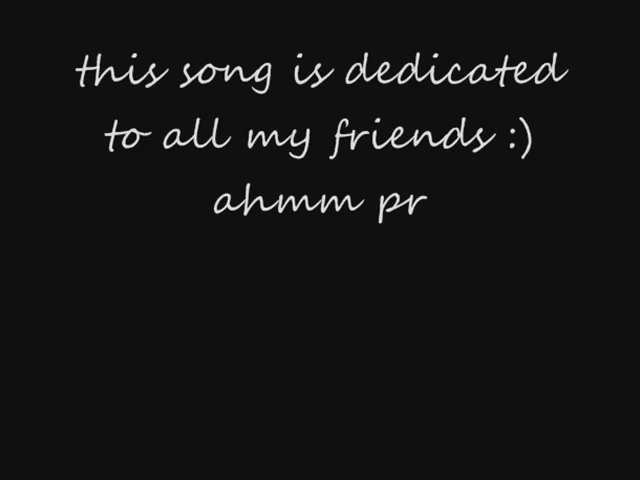 this song is dedicated
to all my friends :)
ahmm pr